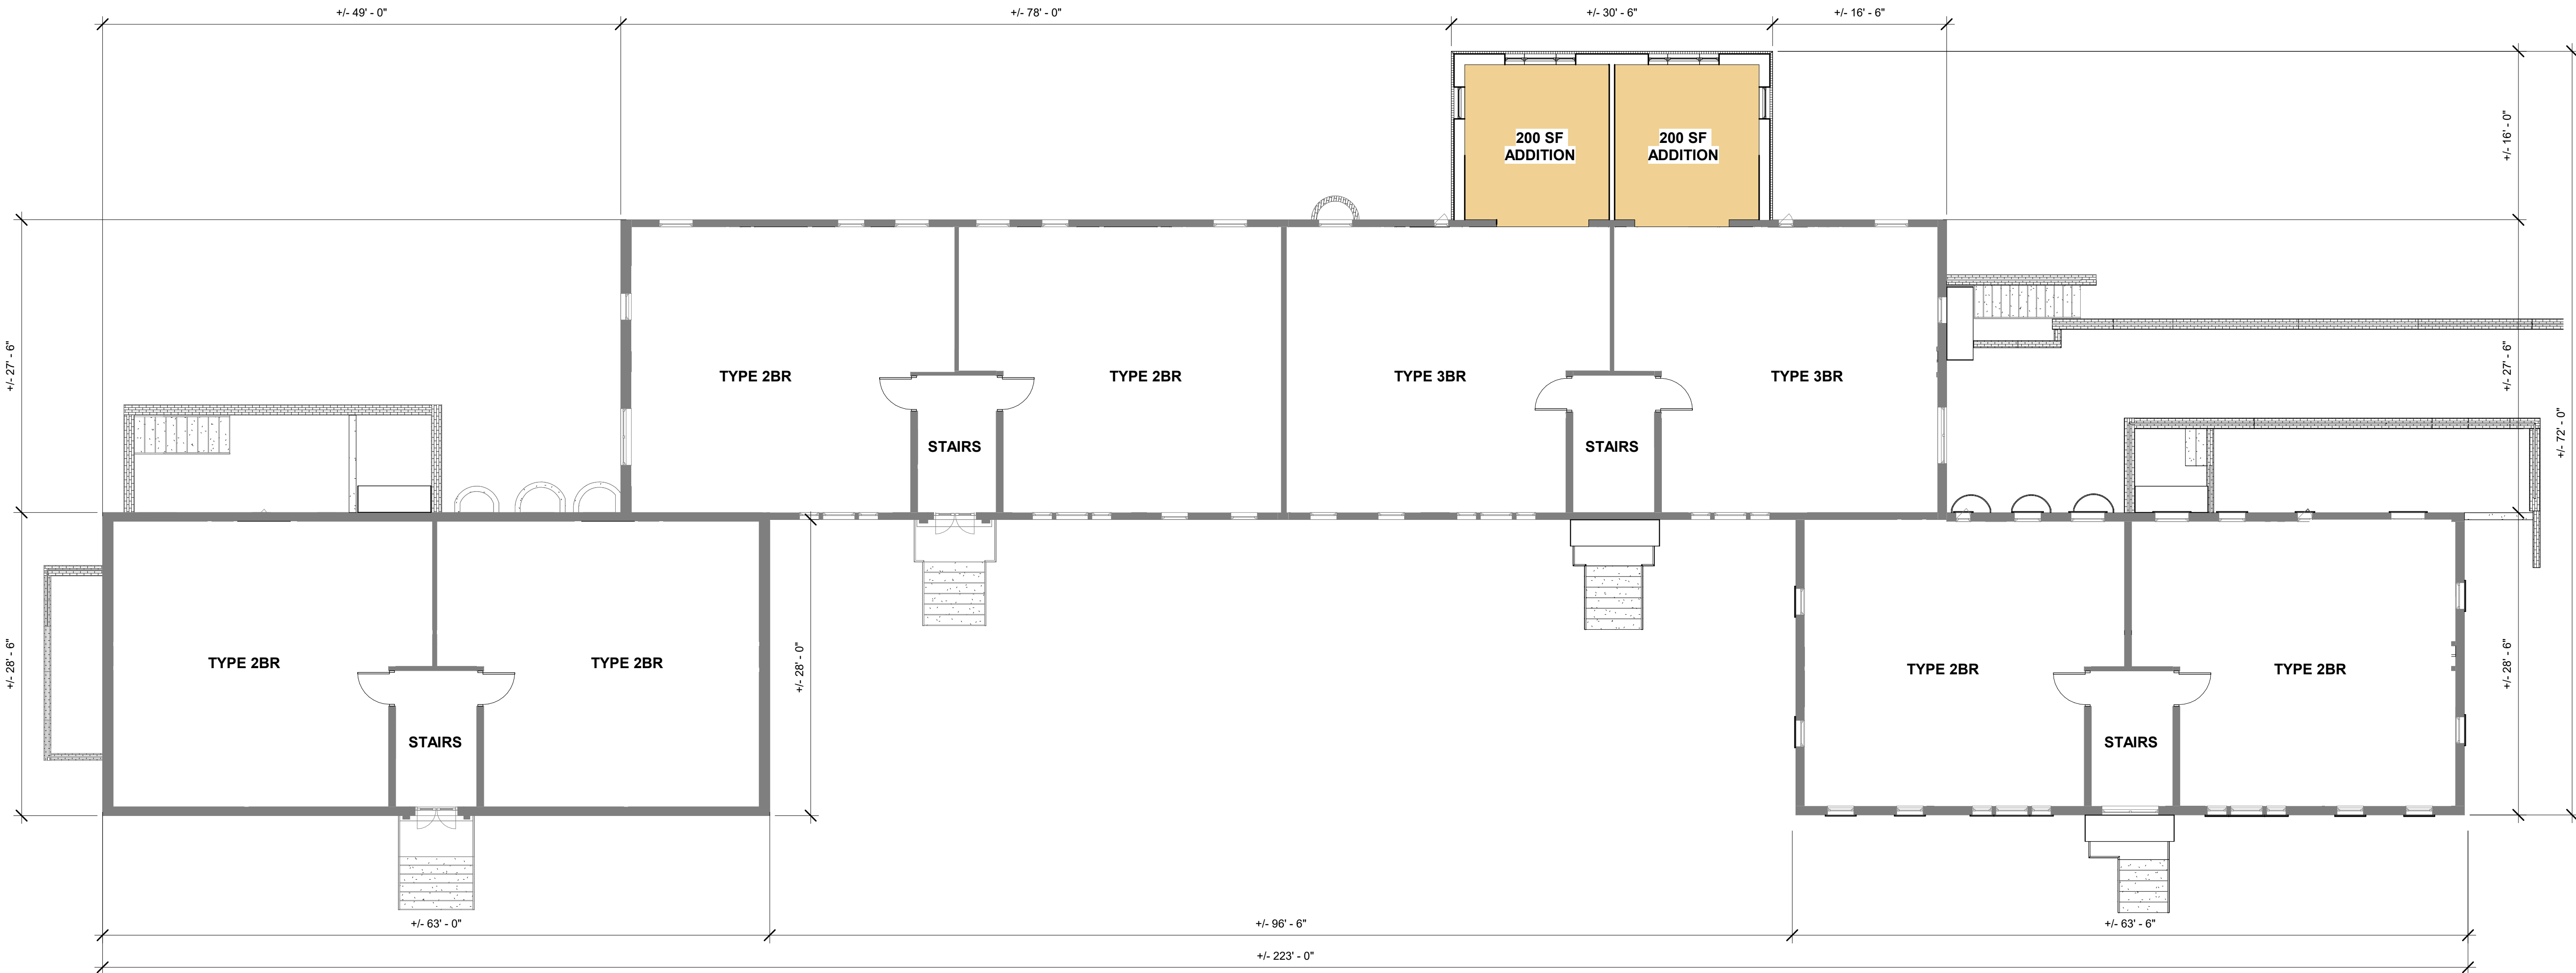 +/- 49' - 0"
+/- 78' - 0"
+/- 30' - 6"
+/- 16' - 6"
200 SF
ADDITION
200 SF
ADDITION
+/- 16' - 0"
+/- 27' - 6"
TYPE 2BR
TYPE 2BR
TYPE 3BR
TYPE 3BR
+/- 27' - 6"
+/- 72' - 0"
STAIRS
STAIRS
+/- 28' - 6"
TYPE 2BR
TYPE 2BR
+/- 28' - 0"
TYPE 2BR
TYPE 2BR
+/- 28' - 6"
STAIRS
STAIRS
+/- 63' - 0"
+/- 96' - 6"
+/- 63' - 6"
+/- 223' - 0"